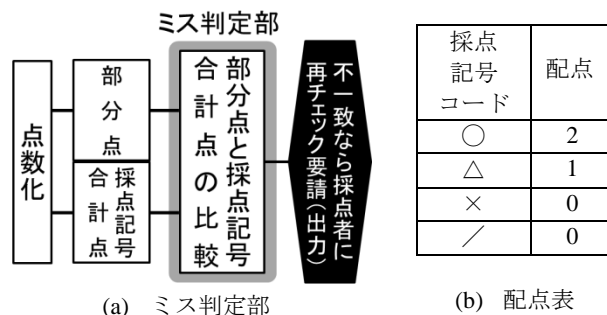 ミス判定部
点数化
部分点
採点記号
合計点
部分点と採点記号
合計点の比較
不一致なら採点者に
再チェック要請(出力)
(a) ミス判定部
採点
記号
コード
配点
○ 2
△ 1
× 0
／ 0
(b) 配点表